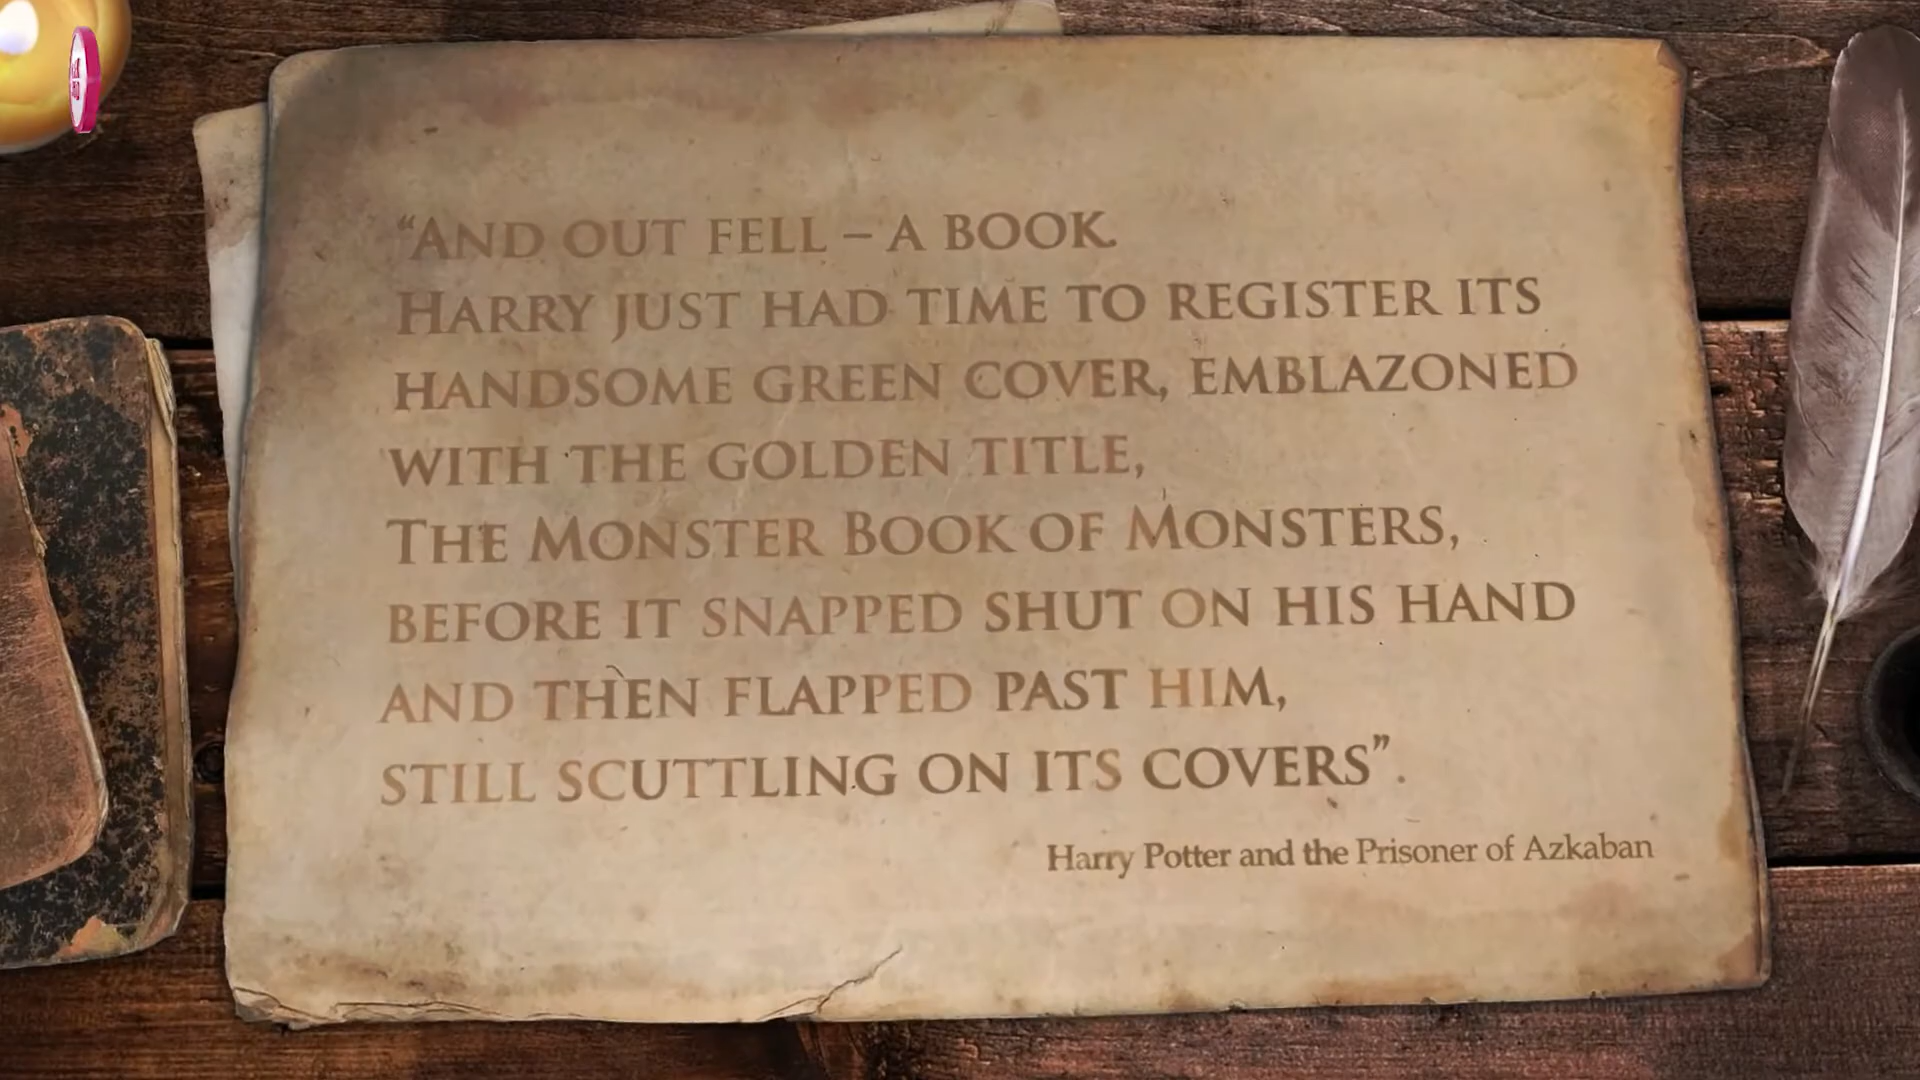 “And out fell – a book.
Harry just had time to register its
handsome green cover, emblazoned
with the golden title,
The Monster Book of Monsters,
before it snapped shut on his hand
and then flapped past him,
still scuttling on its covers”.
Harry Potter and the Prisoner of Azkaban